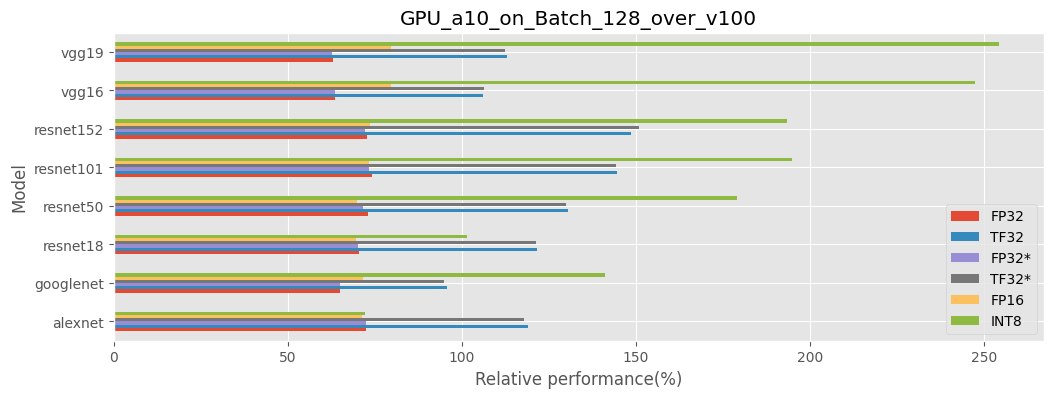 GPU_a10_on_Batch_128_over_v100
vgg19
vgg16
resnet152
resnet101
resnet50
resnet18
googlenet
alexnet
Model
FP32
TF32
FP32*
TF32*
FP16
INT8
0 50 100 150 200 250
Relative performance(%)